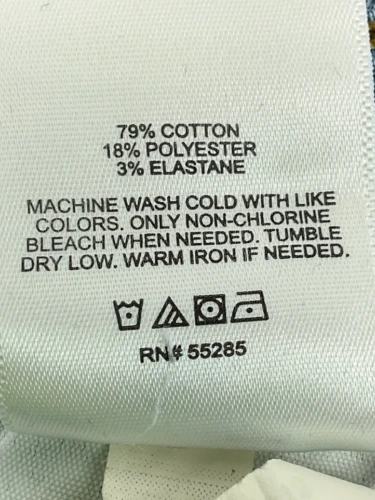 79% COTTON
18% POLYESTER
3% ELASTANE
MACHINE WASH COLD WITH LIKE
COLORS. ONLY NON-CHLORINE
BLEACH WHEN NEEDED. TUMBLE
DRY LOW. WARM IRON IF NEEDED.
RN# 55285